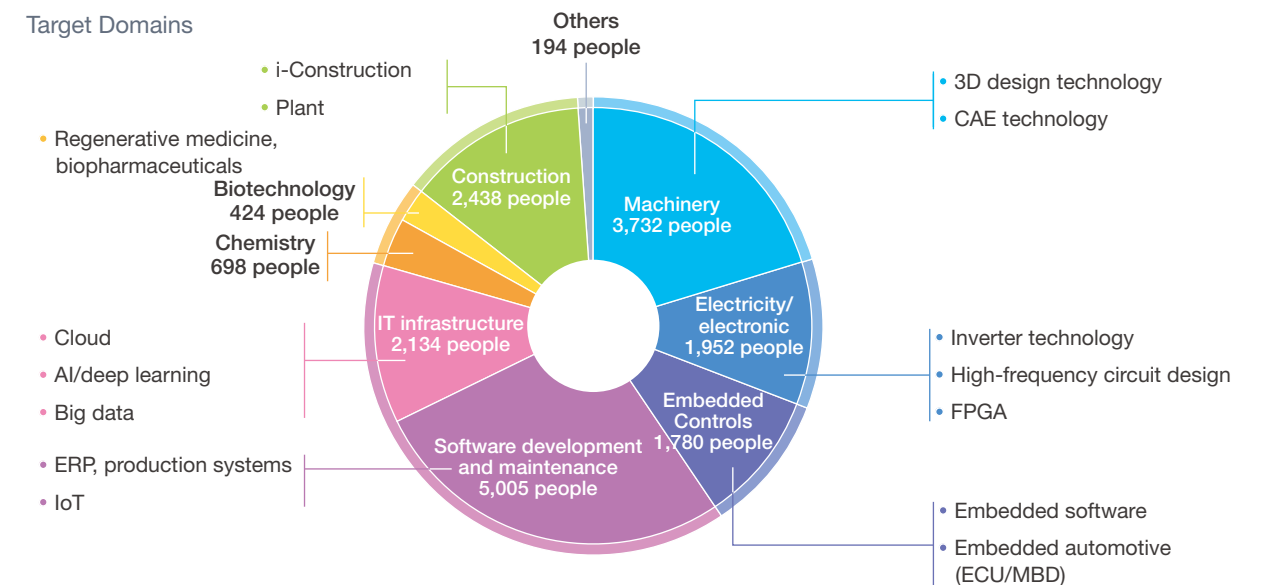 Target Domains
Others
194 people
• i-Construction
• Plant
• 3D design technology
• CAE technology
• Regenerative medicine,
biopharmaceuticals
Biotechnology
424 people
Chemistry
698 people
Construction
2,438 people
Machinery
3,732 people
Electricity/
electronic
1,952 people
IT infrastructure
2,134 people
• Cloud
• AI/deep learning
• Big data
• Inverter technology
• High-frequency circuit design
• FPGA
Embedded
Controls
1,780 people
Software development
and maintenance
5,005 people
• ERP, production systems
• IoT
• Embedded software
• Embedded automotive
(ECU/MBD)